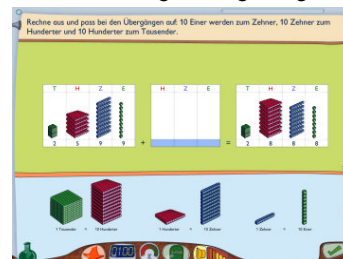 Rechne aus und pass bei den Übergängen auf: 10 Einer werden zum Zehner, 10 Zehner zum
Hunderter und 10 Hunderter zum Tausender.
T H Z E H Z E T H Z E
2 5 9 9 + = 2 8 8 8
1 Tausender = 10 Hunderter 1 Hunderter = 10 Zehner 1 Zehner = 10 Einer